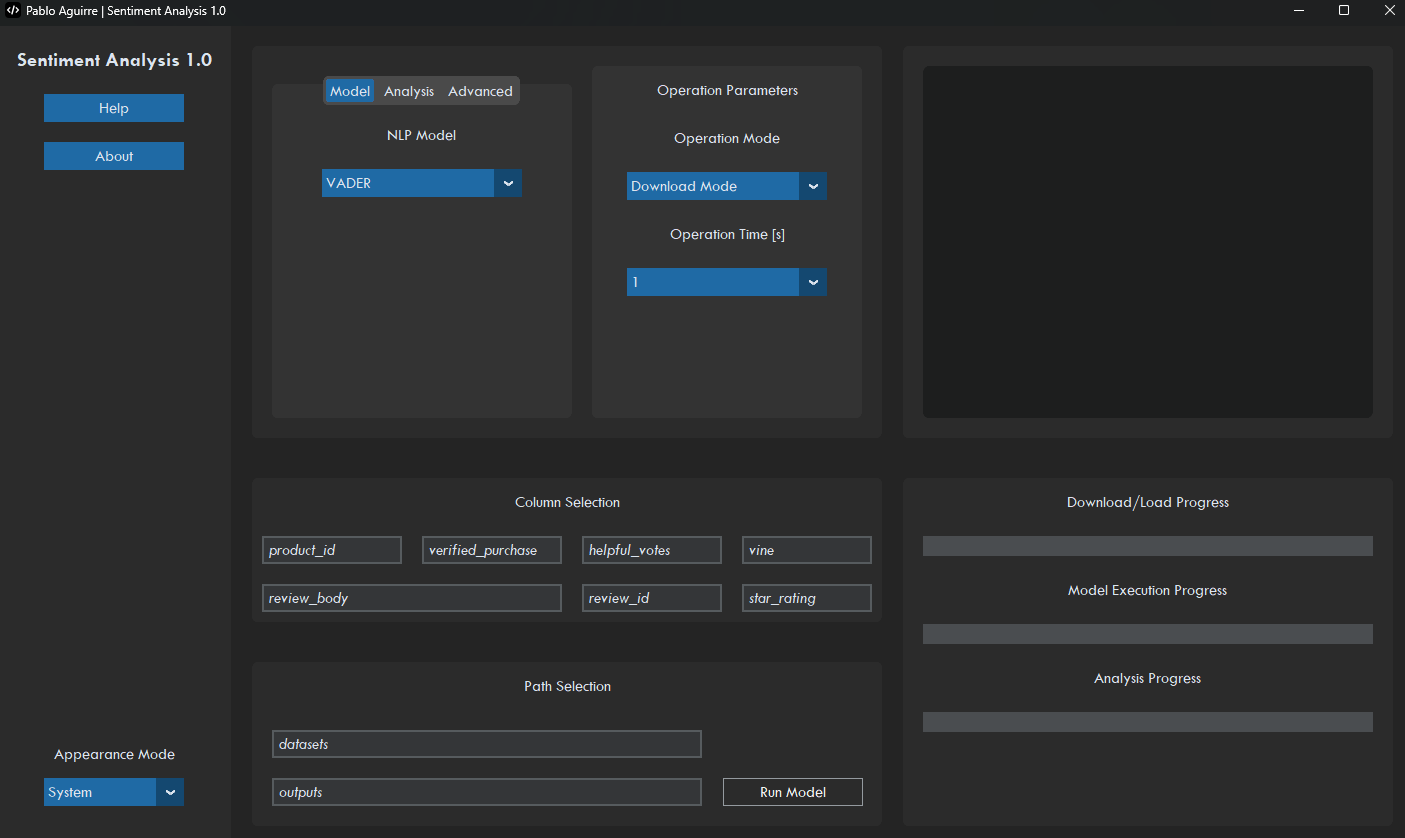 Pablo Aguirre | Sentiment Analysis 1.0
Sentiment Analysis 1.0
Help
About
Appearance Mode
System
Model Analysis Advanced
NLP Model
VADER
Operation Parameters
Operation Mode
Download Mode
Operation Time [s]
1
Column Selection
product_id verified_purchase helpful_votes vine
review_body review_id star_rating
Path Selection
datasets
outputs
Run Model
Download/Load Progress
Model Execution Progress
Analysis Progress